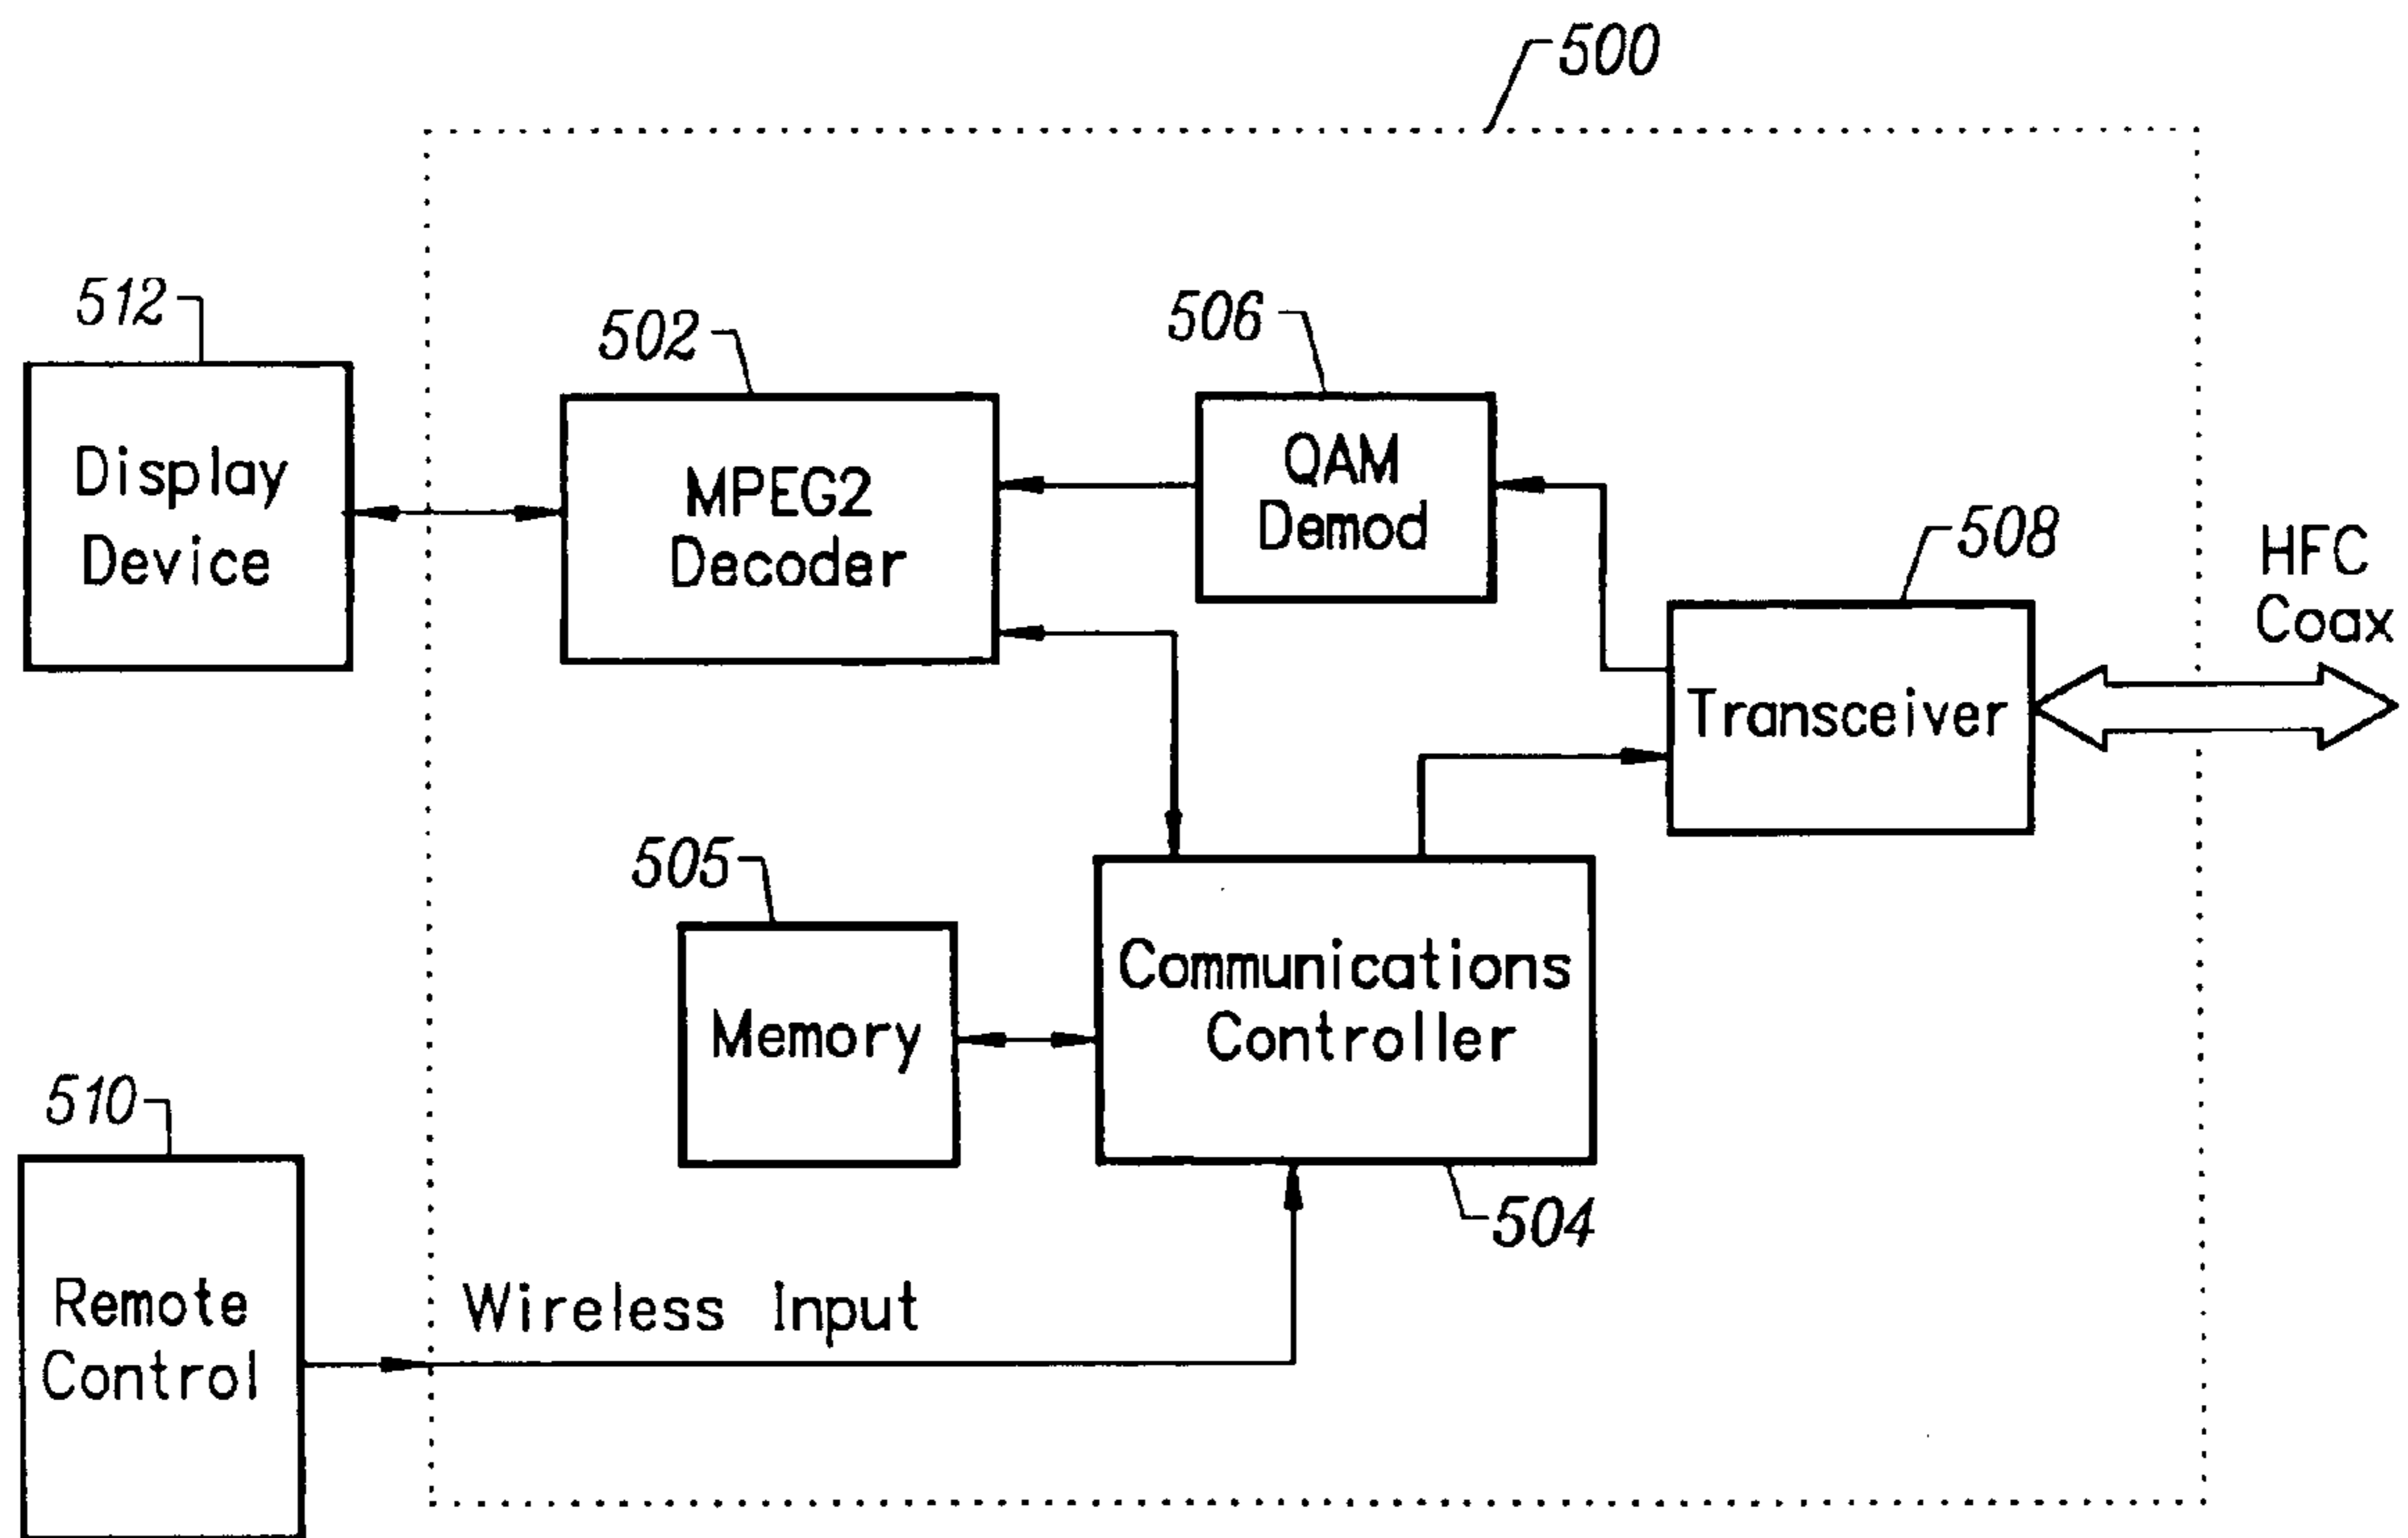 500
512
Display
Device
502
MPEG2
Decoder
506
QAM
Demod
508
Transceiver
HFC
Coax
505
Memory
Communications
Controller
504
510
Remote
Control
Wireless Input